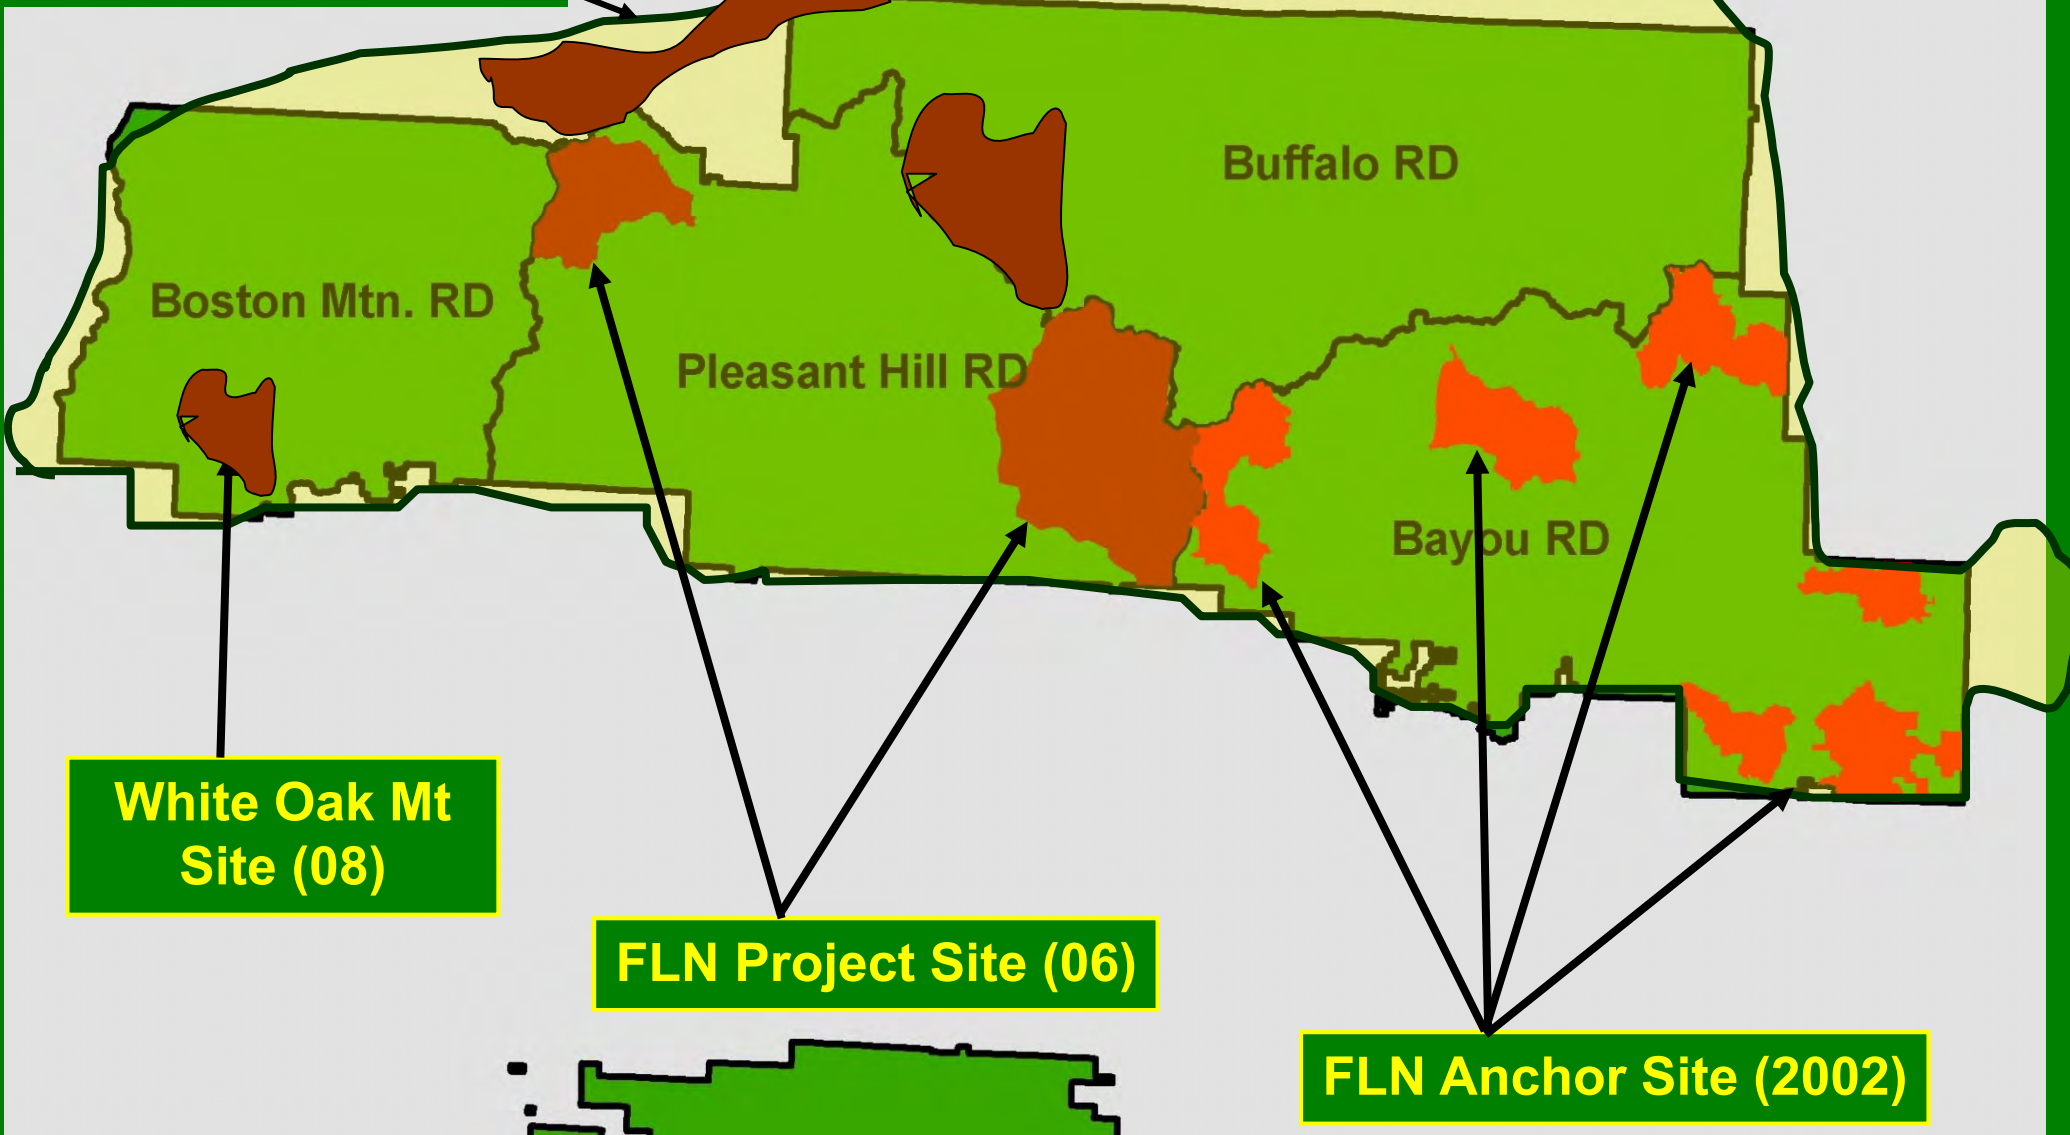 Buffalo RD
Boston Mtn. RD
Pleasant Hill RD
Bayou RD
White Oak Mt
Site (08)
FLN Project Site (06)
FLN Anchor Site (2002)